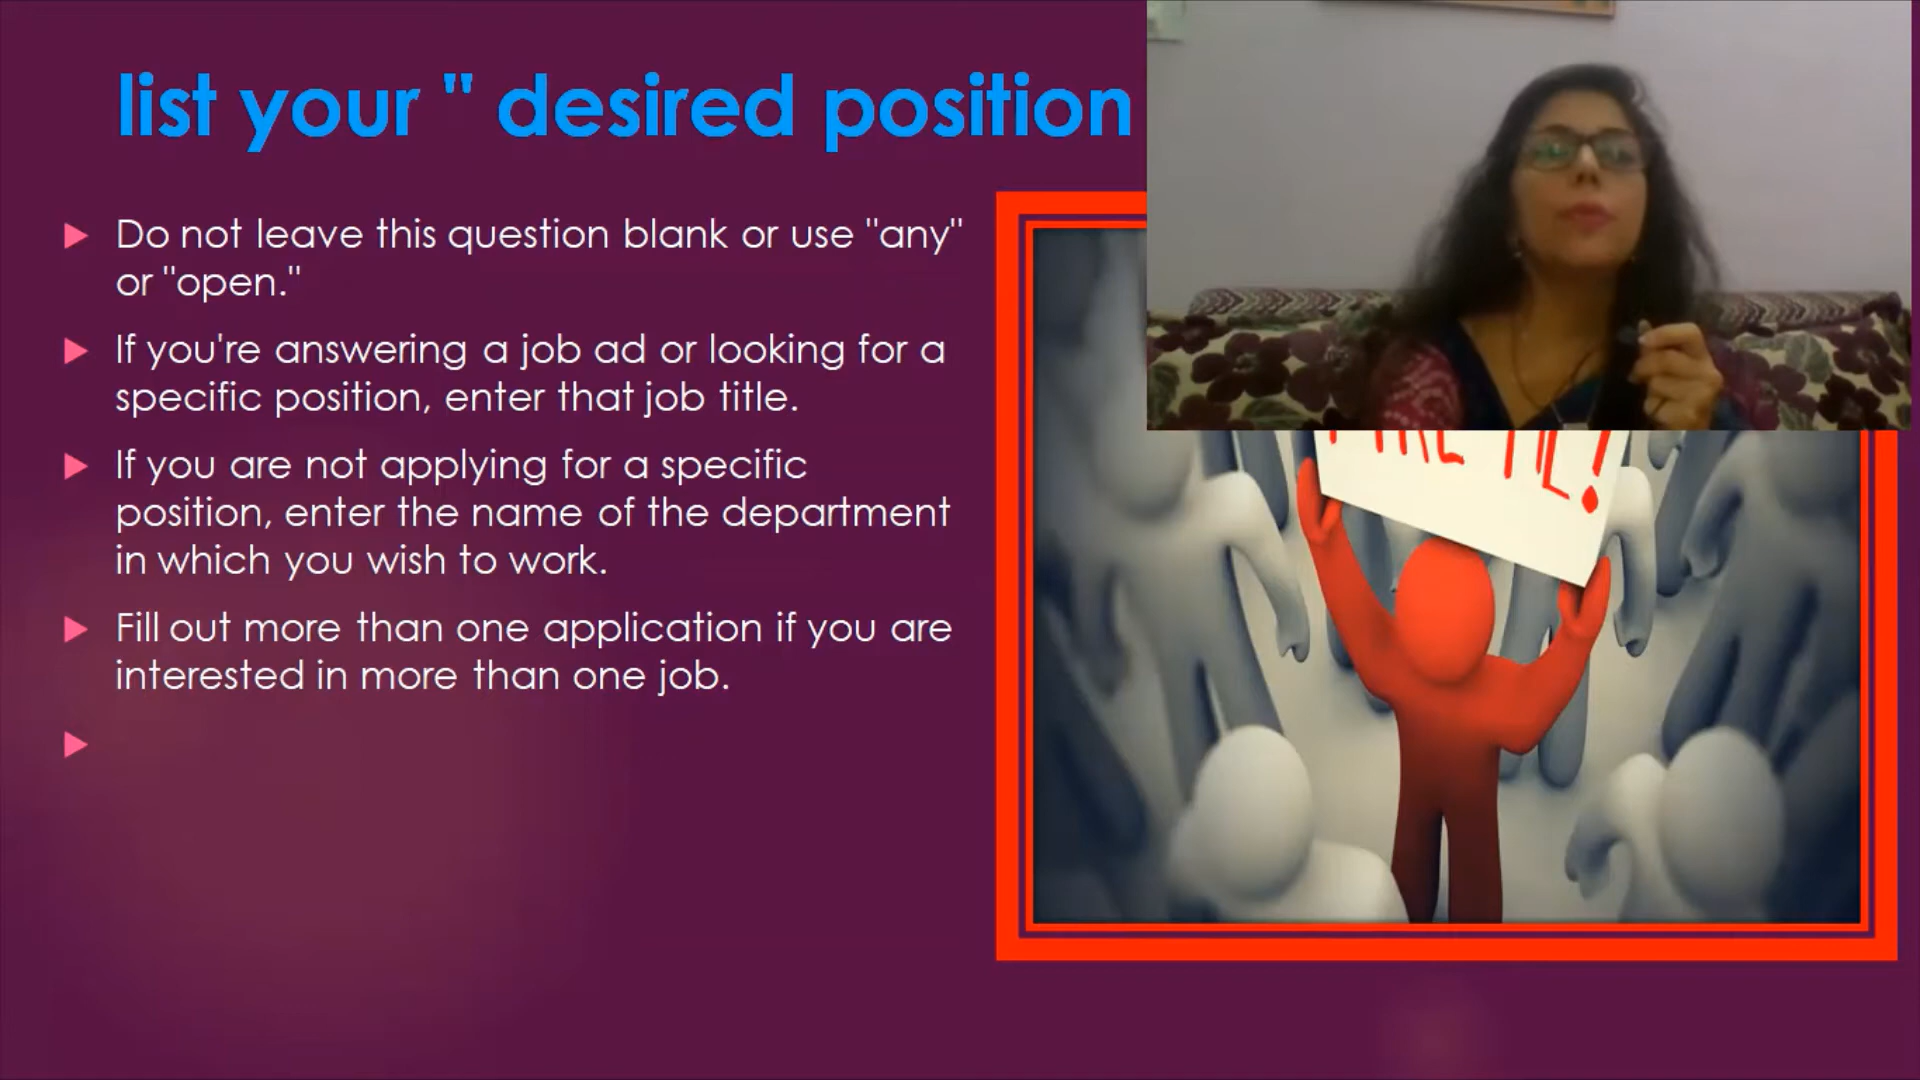 list your " desired position
Do not leave this question blank or use "any"
or "open."
If you're answering a job ad or looking for a
specific position, enter that job title.
If you are not applying for a specific
position, enter the name of the department
in which you wish to work.
Fill out more than one application if you are
interested in more than one job.